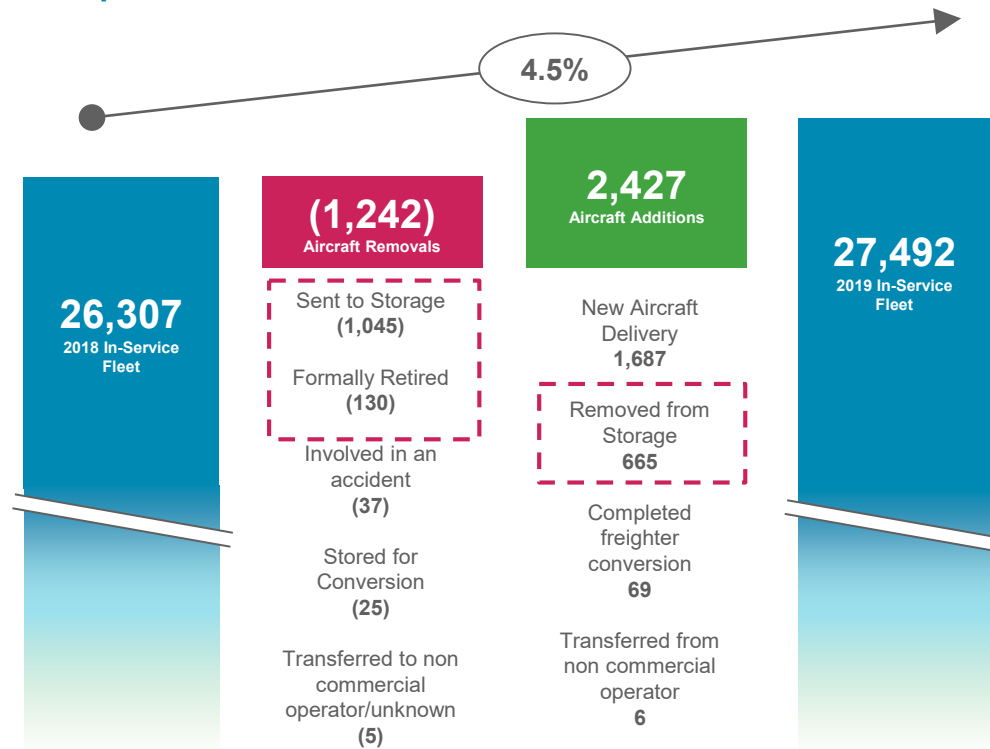 4.5%
26,307
2018 In-Service
Fleet
(1,242)
Aircraft Removals
Sent to Storage
(1,045)
Formally Retired
(130)
Involved in an
accident
(37)
Stored for
Conversion
(25)
Transferred to non
commercial
operator/unknown
(5)
2,427
Aircraft Additions
New Aircraft
Delivery
1,687
Removed from
Storage
665
Completed
freighter
conversion
69
Transferred from
non commercial
operator
6
27,492
2019 In-Service
Fleet